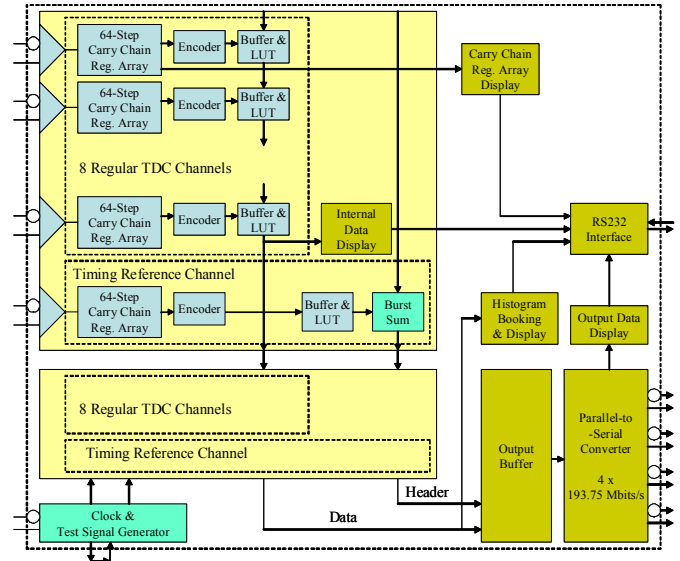 64-Step
Carry Chain
Reg. Array
Encoder
Buffer &
LUT
Carry Chain
Reg. Array
Display
64-Step
Carry Chain
Reg. Array
Encoder
Buffer &
LUT
8 Regular TDC Channels
64-Step
Carry Chain
Reg. Array
Encoder
Buffer &
LUT
Internal
Data
Display
RS232
Interface
Timing Reference Channel
64-Step
Carry Chain
Reg. Array
Encoder
Buffer &
LUT
Burst
Sum
Histogram
Booking
& Display
Output Data
Display
8 Regular TDC Channels
Timing Reference Channel
Output
Buffer
Parallel-to
-Serial
Converter
4 x
193.75 Mbits/s
Clock &
Test Signal Generator
Header
Data